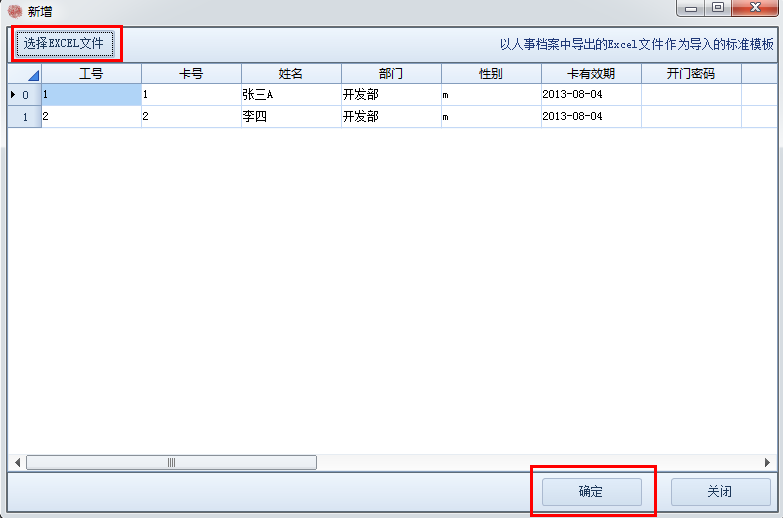 新增
选择EXCEL文件
以人事档案中导出的Excel文件作为导入的标准模板
工号 卡号 姓名 部门 性别 卡有效期 开门密码
0 1 1 张三A 开发部 m 2013-08-04
1 2 2 李四 开发部 m 2013-08-04
确定 关闭